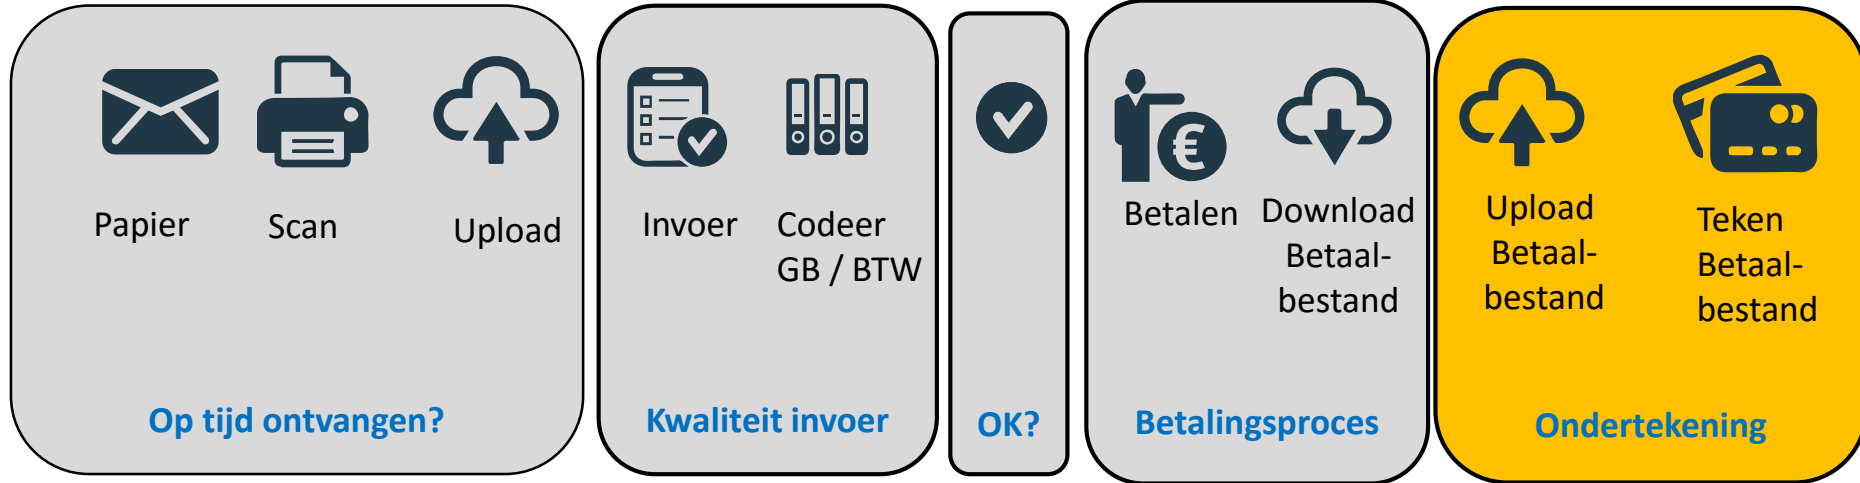 Papier
Scan
Upload
Op tijd ontvangen?
Invoer
Codeer
GB / BTW
Kwaliteit invoer
OK?
€
Betalen
Download
Betaal-
bestand
Betalingsproces
Upload
Betaal-
bestand
Teken
Betaal-
bestand
Ondertekening